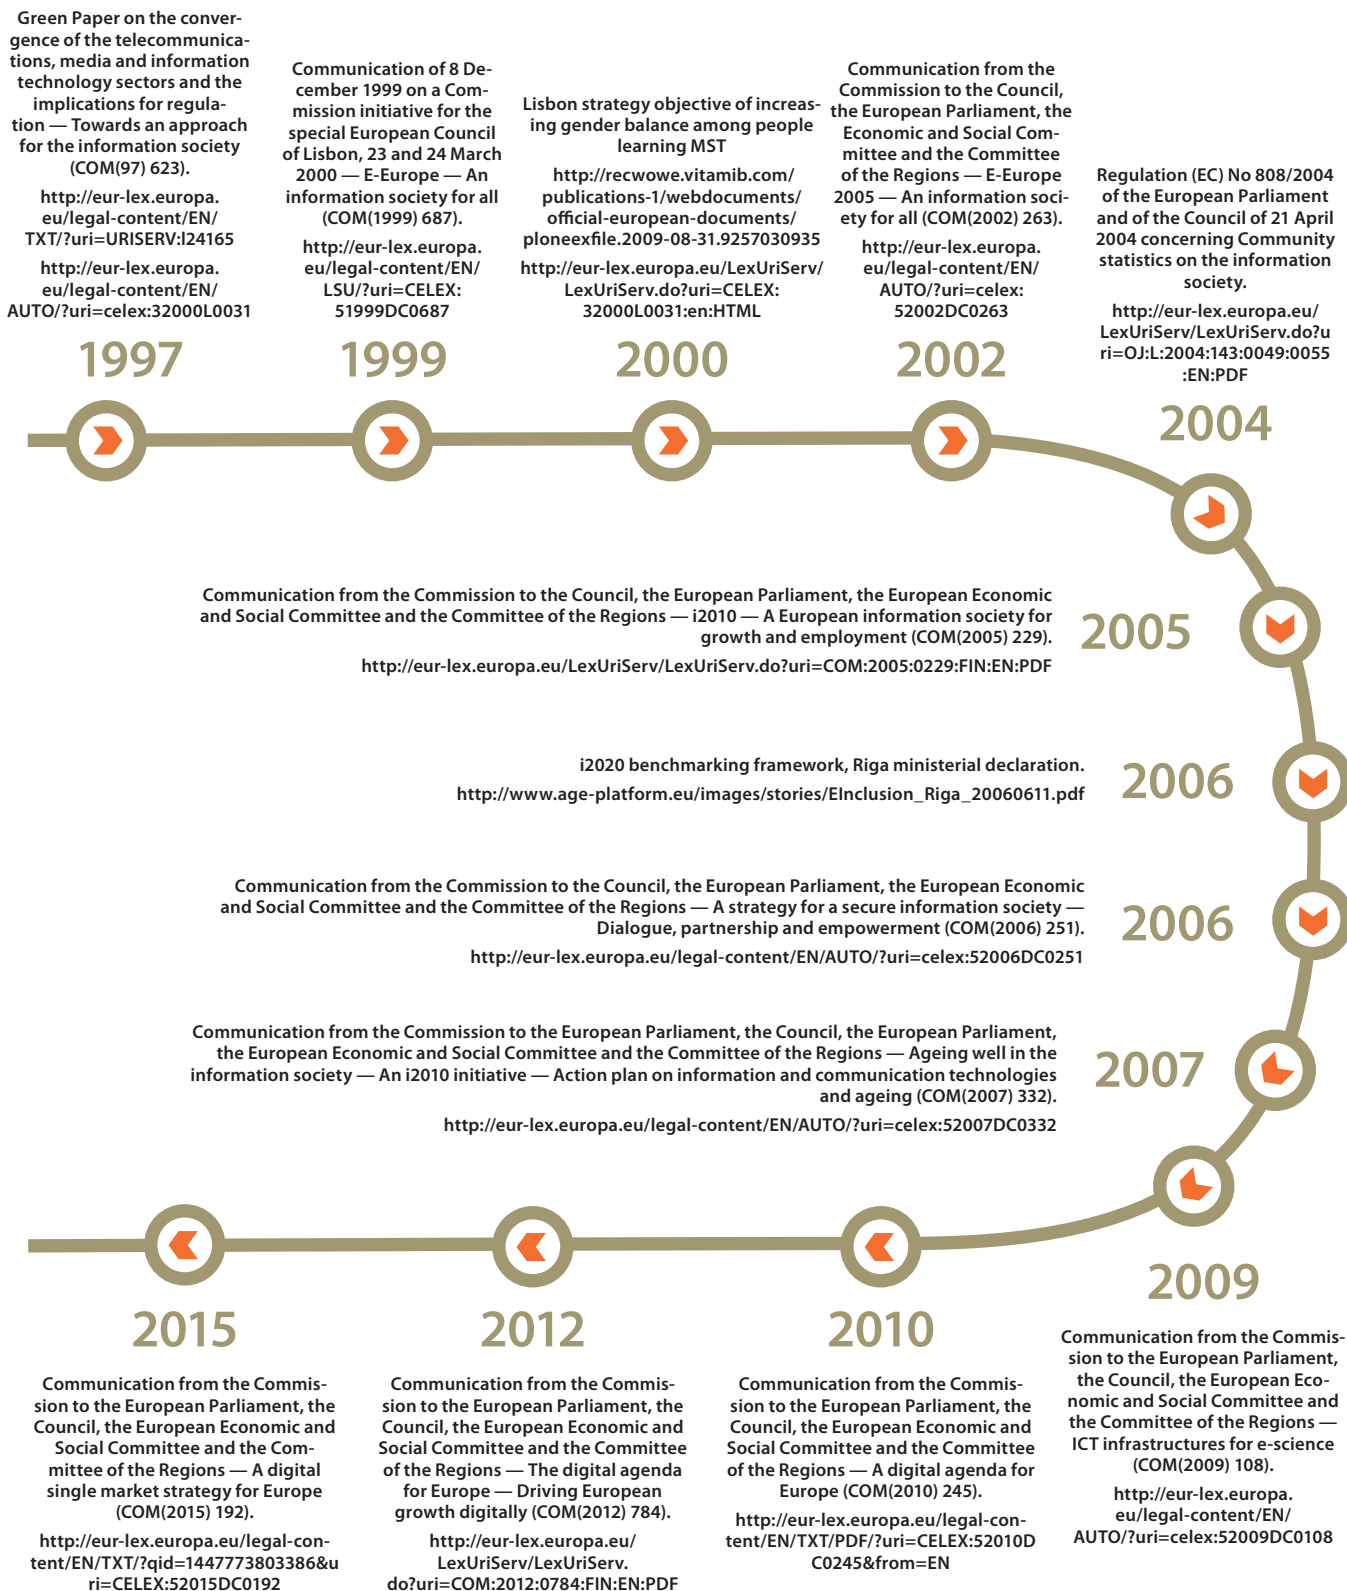 Green Paper on the conver-
gence of the telecommunica-
tions, media and information
technology sectors and the
implications for regula-
tion — Towards an approach
for the information society
(COM(97) 623).
http://eur-lex.europa.
eu/legal-content/EN/
TXT/?uri=URISERV:l24165
http://eur-lex.europa.
eu/legal-content/EN/
AUTO/?uri=celex:32000L0031
1997
Communication of 8 De-
cember 1999 on a Com-
mission initiative for the
special European Council
of Lisbon, 23 and 24 March
2000 — E-Europe — An
information society for all
(COM(1999) 687).
http://eur-lex.europa.
eu/legal-content/EN/
LSU/?uri=CELEX:
51999DC0687
1999
Lisbon strategy objective of increas-
ing gender balance among people
learning MST
http://recwowe.vitamib.com/
publications-1/webdocuments/
official-european-documents/
ploneexfile.2009-08-31.9257030935
http://eur-lex.europa.eu/LexUriServ/
LexUriServ.do?uri=CELEX:
32000L0031:en:HTML
2000
Communication from the
Commission to the Council,
the European Parliament, the
Economic and Social Com-
mittee and the Committee
of the Regions — E-Europe
2005 — An information soci-
ety for all (COM(2002) 263).
http://eur-lex.europa.
eu/legal-content/EN/
AUTO/?uri=celex:
52002DC0263
2002
Regulation (EC) No 808/2004
of the European Parliament
and of the Council of 21 April
2004 concerning Community
statistics on the information
society.
http://eur-lex.europa.eu/
LexUriServ/LexUriServ.do?u
ri=OJ:L:2004:143:0049:0055
:EN:PDF
2004
Communication from the Commission to the Council, the European Parliament, the European Economic
and Social Committee and the Committee of the Regions — i2010 — A European information society for
growth and employment (COM(2005) 229).
http://eur-lex.europa.eu/LexUriServ/LexUriServ.do?uri=COM:2005:0229:FIN:EN:PDF
2005
i2020 benchmarking framework, Riga ministerial declaration.
http://www.age-platform.eu/images/stories/EInclusion_Riga_20060611.pdf
2006
Communication from the Commission to the Council, the European Parliament, the European Economic
and Social Committee and the Committee of the Regions — A strategy for a secure information society —
Dialogue, partnership and empowerment (COM(2006) 251).
http://eur-lex.europa.eu/legal-content/EN/AUTO/?uri=celex:52006DC0251
2006
Communication from the Commission to the European Parliament, the Council, the European Parliament,
the European Economic and Social Committee and the Committee of the Regions — Ageing well in the
information society — An i2010 initiative — Action plan on information and communication technologies
and ageing (COM(2007) 332).
http://eur-lex.europa.eu/legal-content/EN/AUTO/?uri=celex:52007DC0332
2007
2009
Communication from the Commis-
sion to the European Parliament,
the Council, the European Eco-
nomic and Social Committee and
the Committee of the Regions —
ICT infrastructures for e-science
(COM(2009) 108).
http://eur-lex.europa.
eu/legal-content/EN/
AUTO/?uri=celex:52009DC0108
2010
Communication from the Commis-
sion to the European Parliament, the
Council, the European Economic and
Social Committee and the Committee
of the Regions — A digital agenda for
Europe (COM(2010) 245).
http://eur-lex.europa.eu/legal-con-
tent/EN/TXT/PDF/?uri=CELEX:52010D
C0245&from=EN
2012
Communication from the Commis-
sion to the European Parliament, the
Council, the European Economic and
Social Committee and the Committee
of the Regions — The digital agenda
for Europe — Driving European
growth digitally (COM(2012) 784).
http://eur-lex.europa.eu/
LexUriServ/LexUriServ.
do?uri=COM:2012:0784:FIN:EN:PDF
2015
Communication from the Commis-
sion to the European Parliament, the
Council, the European Economic and
Social Committee and the Com-
mittee of the Regions — A digital
single market strategy for Europe
(COM(2015) 192).
http://eur-lex.europa.eu/legal-con-
tent/EN/TXT/?qid=1447773803386&u
ri=CELEX:52015DC0192